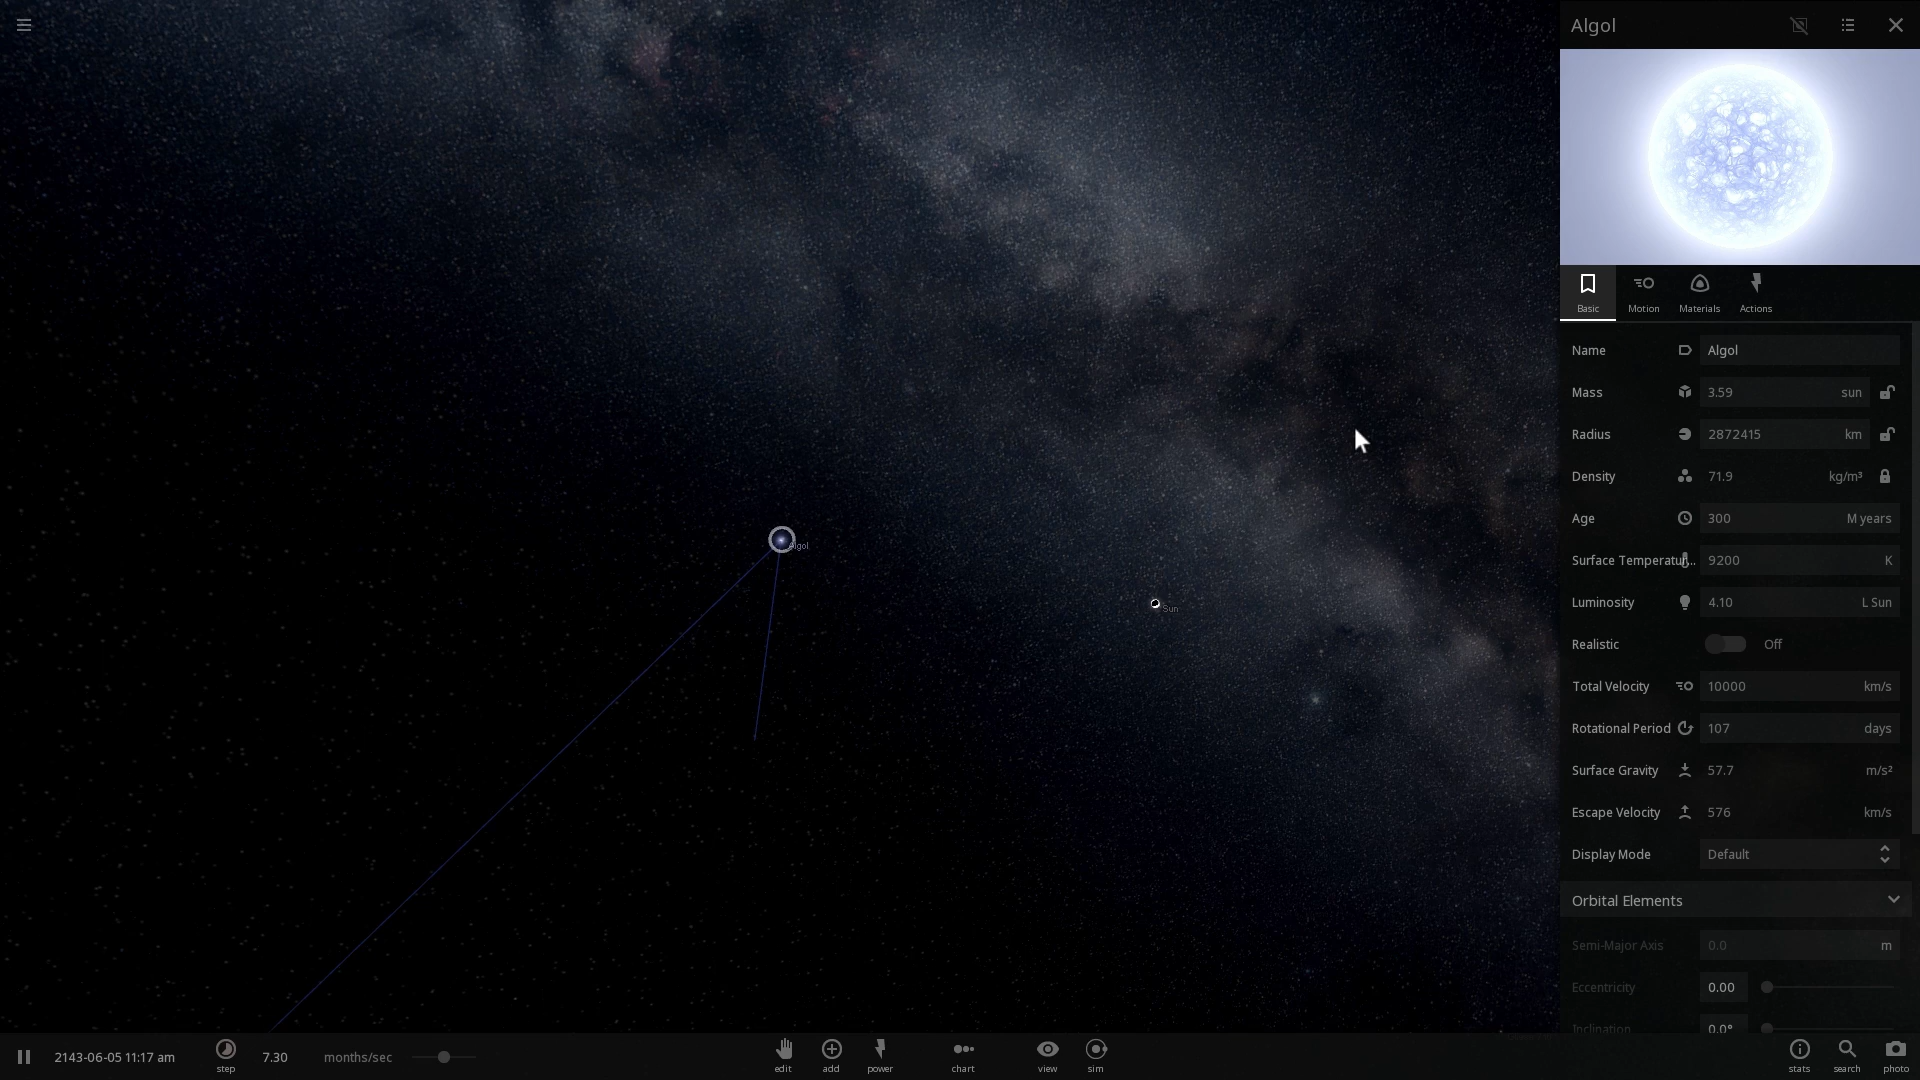 Algol
Basic
Motion
Materials
Actions
Name Algol
Mass 3.59 sun
Radius 2872415 km
Density 71.9 kg/m³
Age 300 M years
Surface Temperatur... 9200 K
Luminosity 4.10 L Sun
Realistic Off
Total Velocity 10000 km/s
Rotational Period 107 days
Surface Gravity 57.7 m/s²
Escape Velocity 576 km/s
Display Mode Default
Orbital Elements
Semi-Major Axis 0.0 m
Eccentricity 0.00
Inclination 0.0°
Algol
Sun
2143-06-05 11:17 am
step
7.30 months/sec
edit
add
power
chart
view
sim
stats
search
photo